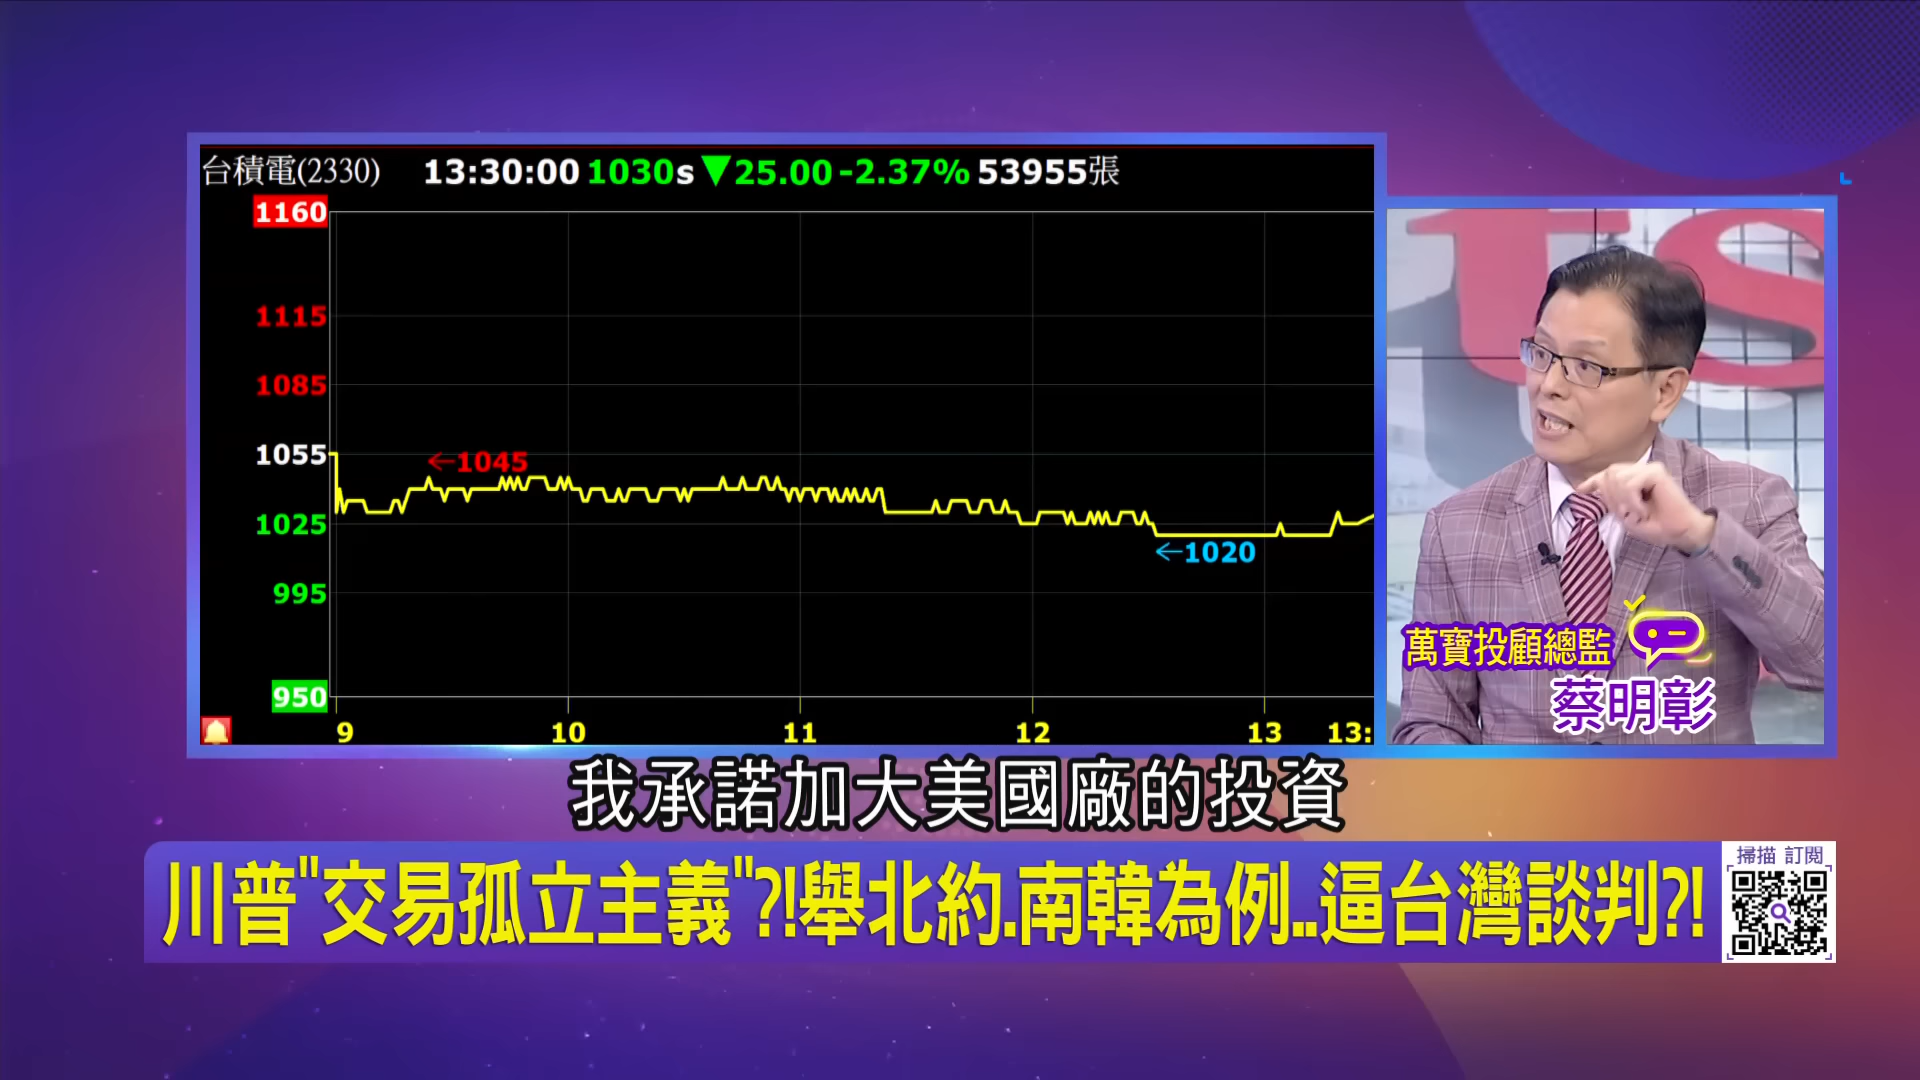 台積電(2330) 13:30:00 1030s ▼25.00 -2.37% 53955張
1160
1115
1085
1055
1025
995
950
←1045
←1020
9 10 11 12 13 13:
萬寶投顧總監
蔡明彰
我承諾加大美國廠的投資
川普"交易孤立主義"?!舉北約.南韓為例..逼台灣談判?!
掃描 訂閱